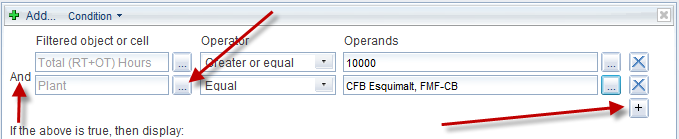 Add... Condition
Filtered object or cell Operator Operands
Total (RT+OT) Hours ... Greater or equal 10000 ...
And
Plant ... Equal CFB Esquimalt, FMF-CB ...
+
If the above is true, then display: